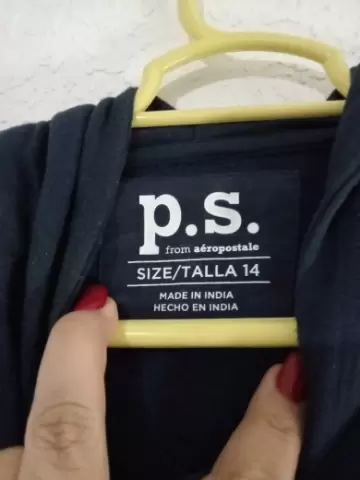 p.s.
from aéropostale
SIZE/TALLA 14
MADE IN INDIA
HECHO EN INDIA